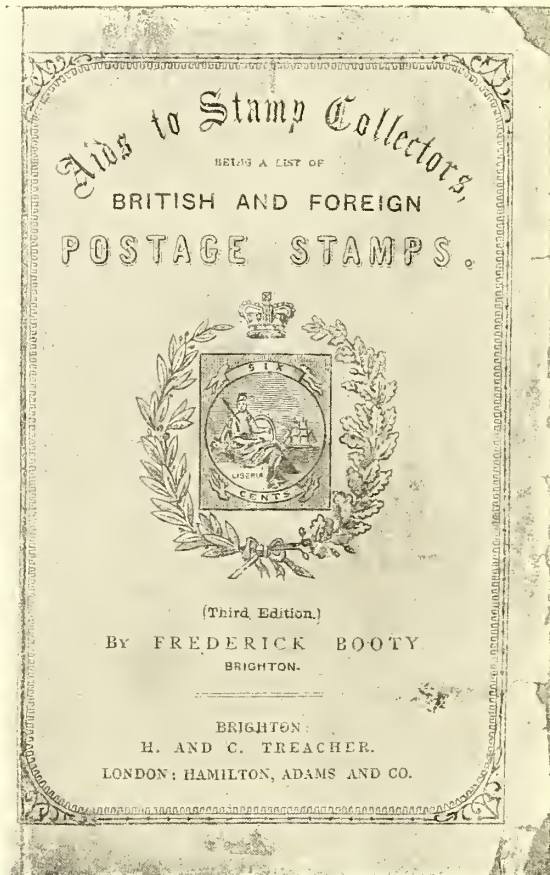 Aids to Stamp Collectors,
BEING A LIST OF
BRITISH AND FOREIGN
POSTAGE STAMPS.
SIX
LIBERIA
CENTS
(Third Edition.)
BY FREDERICK BOOTY
BRIGHTON.
BRIGHTON:
H. AND C. TREACHER.
LONDON: HAMILTON, ADAMS AND CO.